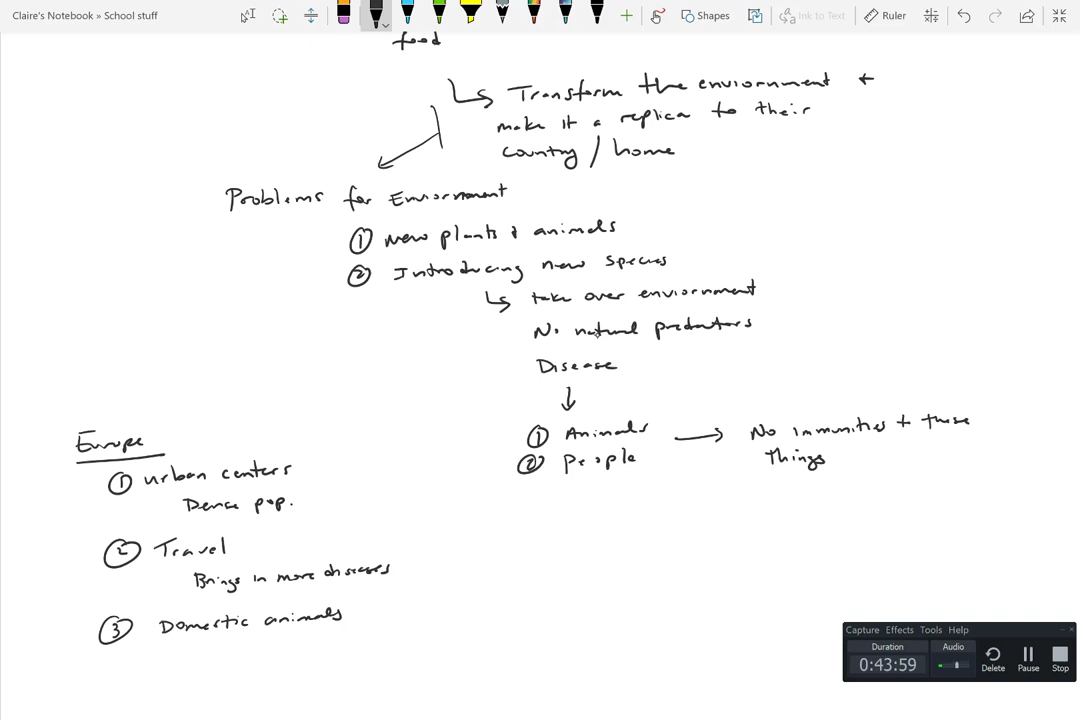 Claire's Notebook » School stuff
Shapes
Ink to Text
Ruler
food
↳ Transform the enviornment +
make it a replica to their
country / home
Problems for Enviornment
① New plants & animals
② Introducing new species
↳ take over enviornment
No natural predators
Disease
↓
① Animals → No immunities to these
② People things
Europe
① urban centers
Dense pop.
② Travel
Brings in more diseases
③ Domestic animals
Capture Effects Tools Help
Duration Audio
0:43:59
Delete Pause Stop